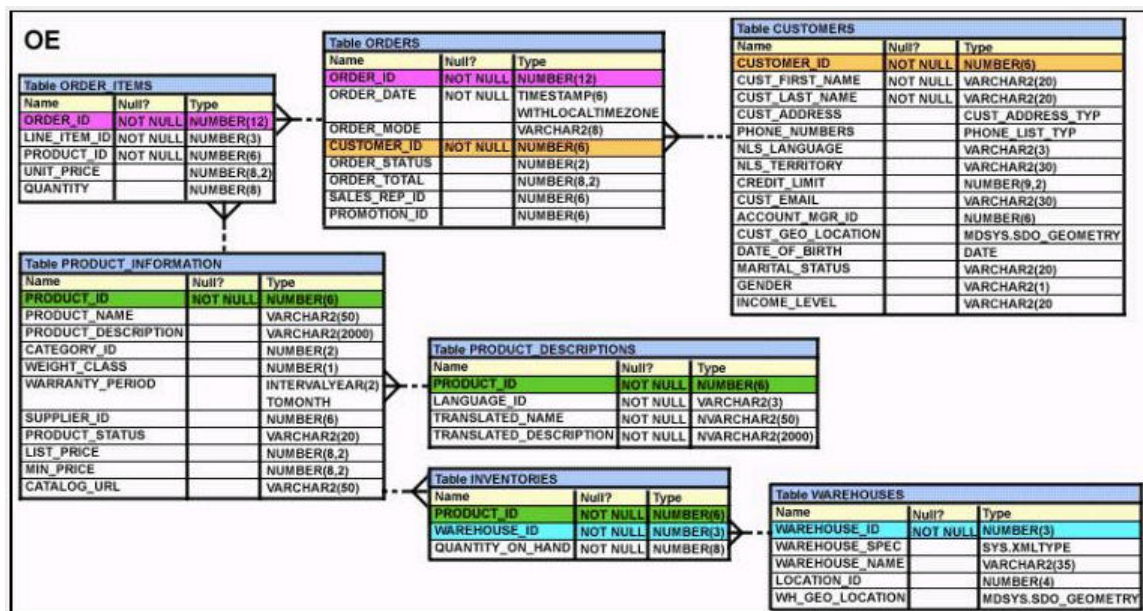 OE
Table ORDER_ITEMS
Name Null? Type
ORDER_ID NOT NULL NUMBER(12)
LINE_ITEM_ID NOT NULL NUMBER(3)
PRODUCT_ID NOT NULL NUMBER(6)
UNIT_PRICE NUMBER(8,2)
QUANTITY NUMBER(8)
Table ORDERS
Name Null? Type
ORDER_ID NOT NULL NUMBER(12)
ORDER_DATE NOT NULL TIMESTAMP(6)
WITHLOCALTIMEZONE
ORDER_MODE VARCHAR2(8)
CUSTOMER_ID NOT NULL NUMBER(6)
ORDER_STATUS NUMBER(2)
ORDER_TOTAL NUMBER(8,2)
SALES_REP_ID NUMBER(6)
PROMOTION_ID NUMBER(6)
Table CUSTOMERS
Name Null? Type
CUSTOMER_ID NOT NULL NUMBER(6)
CUST_FIRST_NAME NOT NULL VARCHAR2(20)
CUST_LAST_NAME NOT NULL VARCHAR2(20)
CUST_ADDRESS CUST_ADDRESS_TYP
PHONE_NUMBERS PHONE_LIST_TYP
NLS_LANGUAGE VARCHAR2(3)
NLS_TERRITORY VARCHAR2(30)
CREDIT_LIMIT NUMBER(9,2)
CUST_EMAIL VARCHAR2(30)
ACCOUNT_MGR_ID NUMBER(6)
CUST_GEO_LOCATION MDSYS.SDO_GEOMETRY
DATE_OF_BIRTH DATE
MARITAL_STATUS VARCHAR2(20)
GENDER VARCHAR2(1)
INCOME_LEVEL VARCHAR2(20
Table PRODUCT_INFORMATION
Name Null? Type
PRODUCT_ID NOT NULL NUMBER(6)
PRODUCT_NAME VARCHAR2(50)
PRODUCT_DESCRIPTION VARCHAR2(2000)
CATEGORY_ID NUMBER(2)
WEIGHT_CLASS NUMBER(1)
WARRANTY_PERIOD INTERVALYEAR(2)
TOMONTH
SUPPLIER_ID NUMBER(6)
PRODUCT_STATUS VARCHAR2(20)
LIST_PRICE NUMBER(8,2)
MIN_PRICE NUMBER(8,2)
CATALOG_URL VARCHAR2(50)
Table PRODUCT_DESCRIPTIONS
Name Null? Type
PRODUCT_ID NOT NULL NUMBER(6)
LANGUAGE_ID NOT NULL VARCHAR2(3)
TRANSLATED_NAME NOT NULL NVARCHAR2(50)
TRANSLATED_DESCRIPTION NOT NULL NVARCHAR2(2000)
Table INVENTORIES
Name Null? Type
PRODUCT_ID NOT NULL NUMBER(6)
WAREHOUSE_ID NOT NULL NUMBER(3)
QUANTITY_ON_HAND NOT NULL NUMBER(8)
Table WAREHOUSES
Name Null? Type
WAREHOUSE_ID NOT NULL NUMBER(3)
WAREHOUSE_SPEC SYS.XMLTYPE
WAREHOUSE_NAME VARCHAR2(35)
LOCATION_ID NUMBER(4)
WH_GEO_LOCATION MDSYS.SDO_GEOMETRY